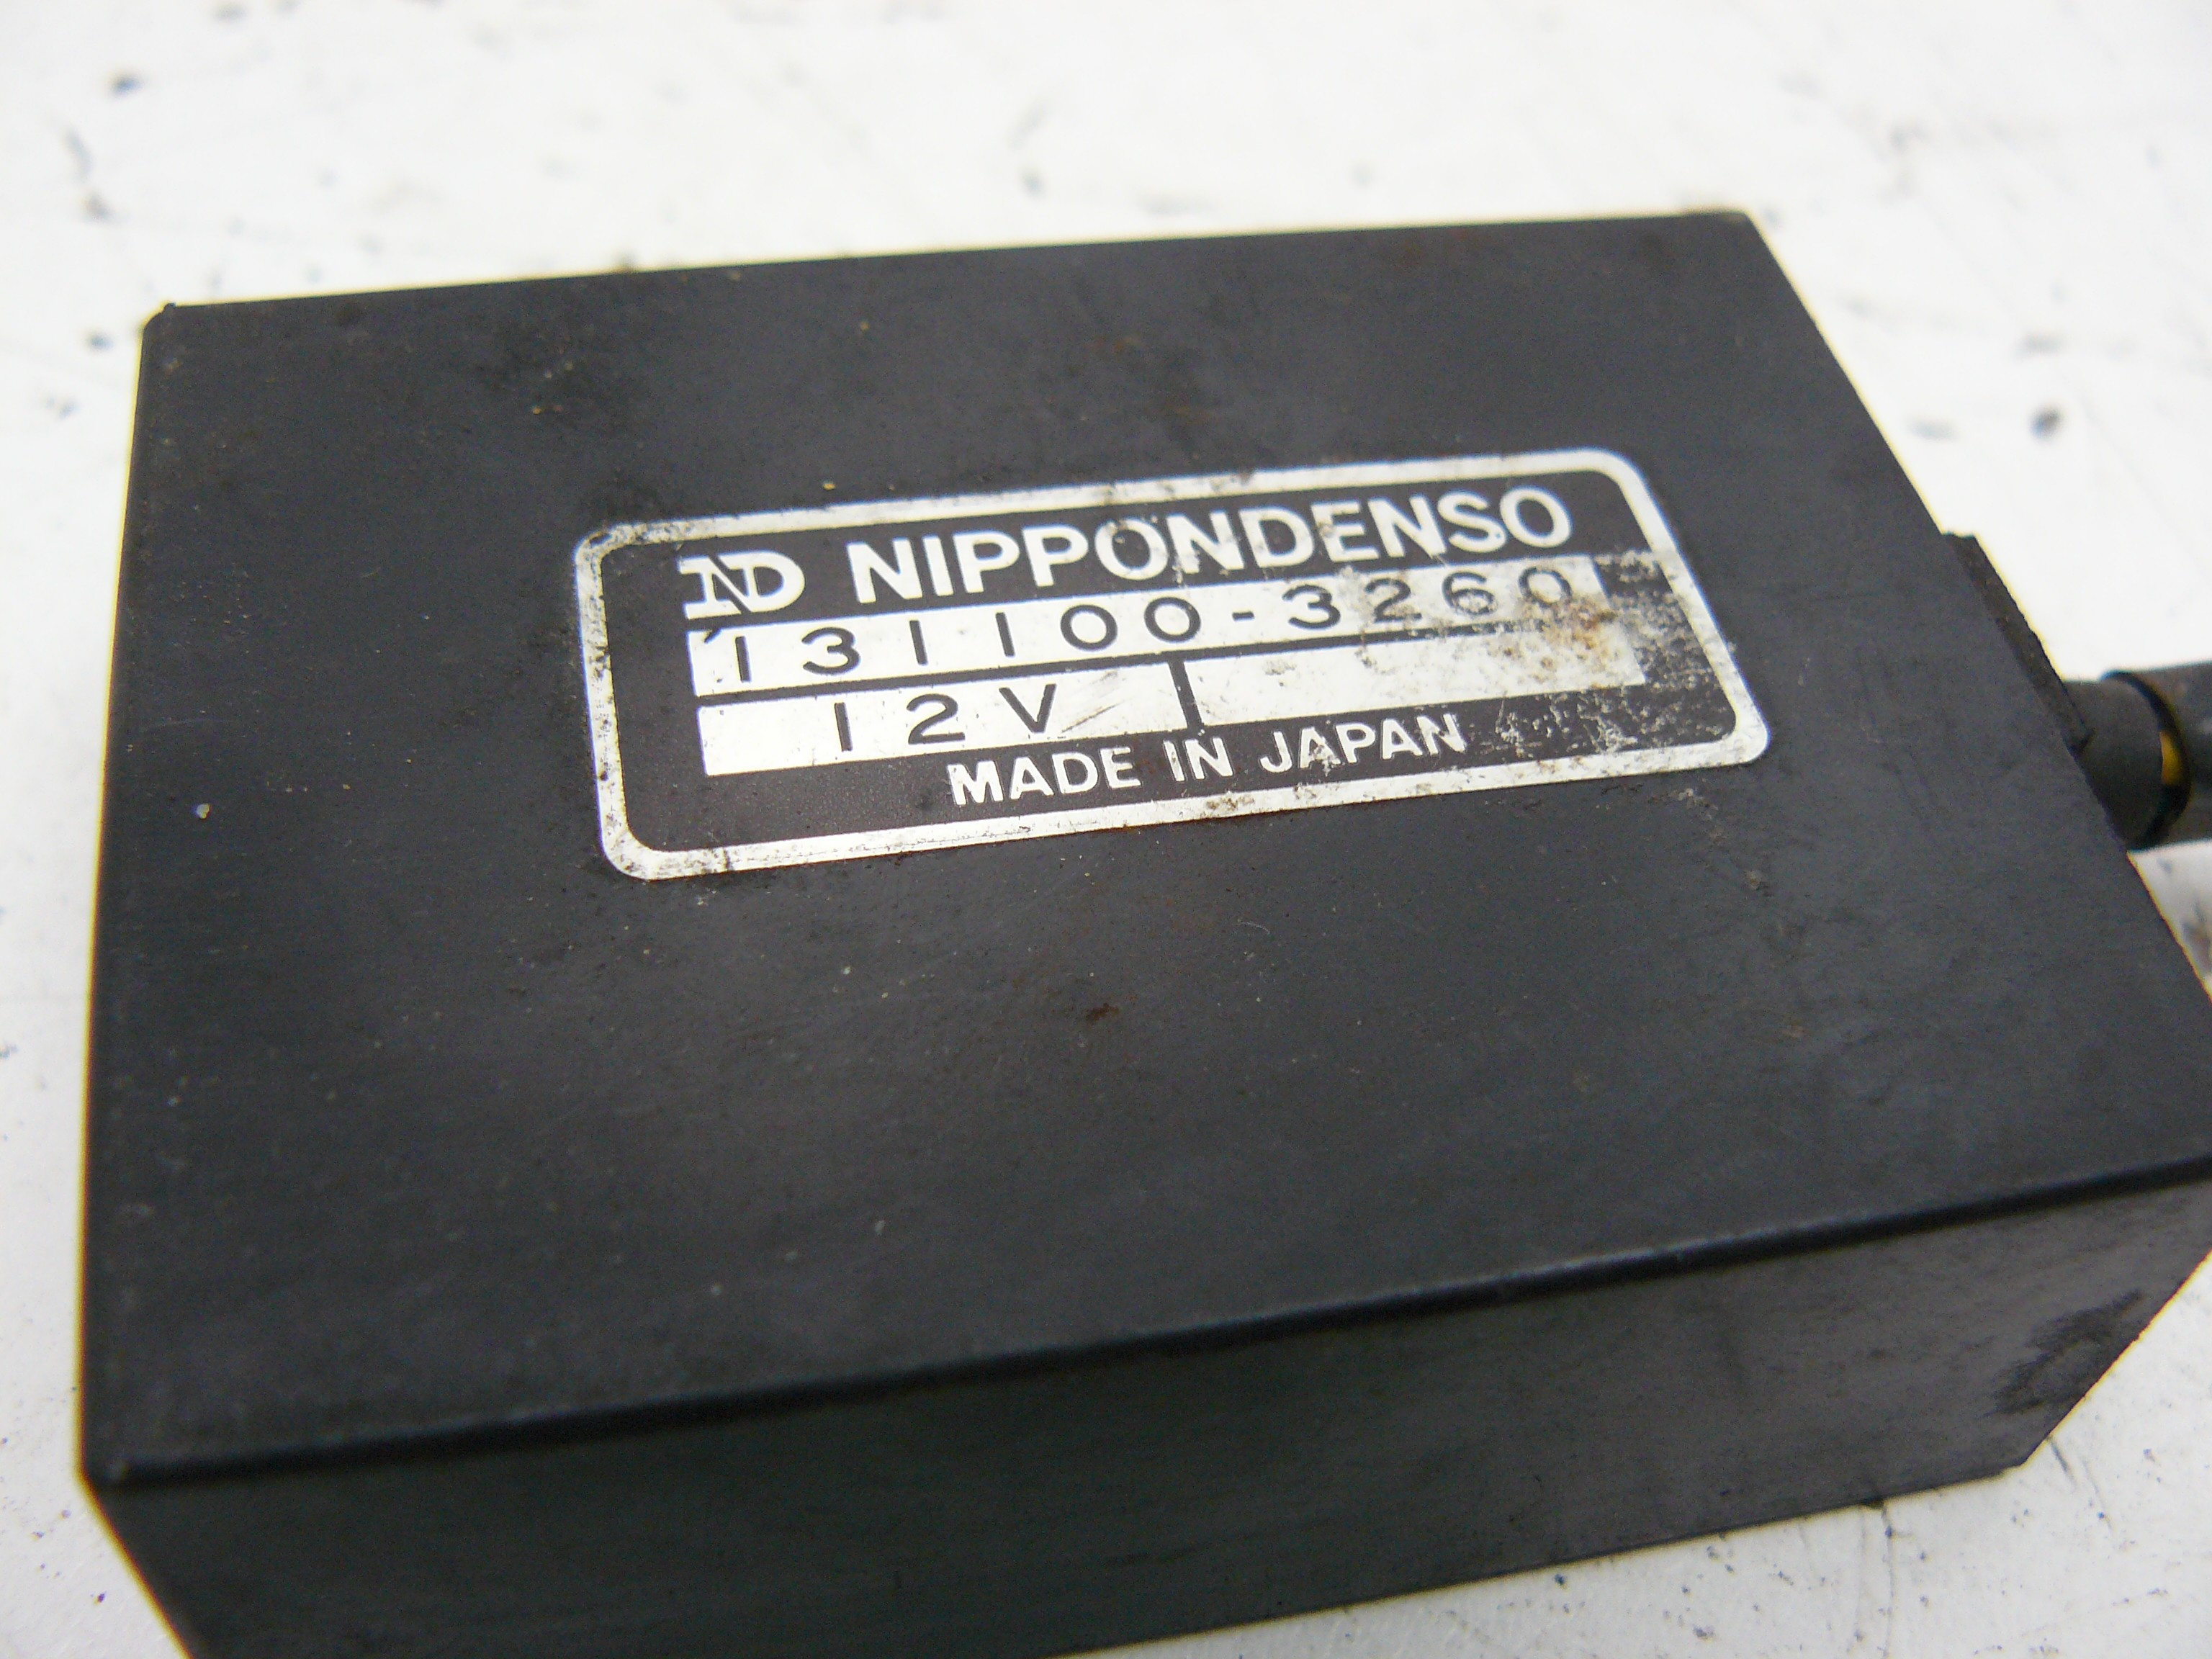 ND NIPPONDENSO
131100-3260
12V
MADE IN JAPAN